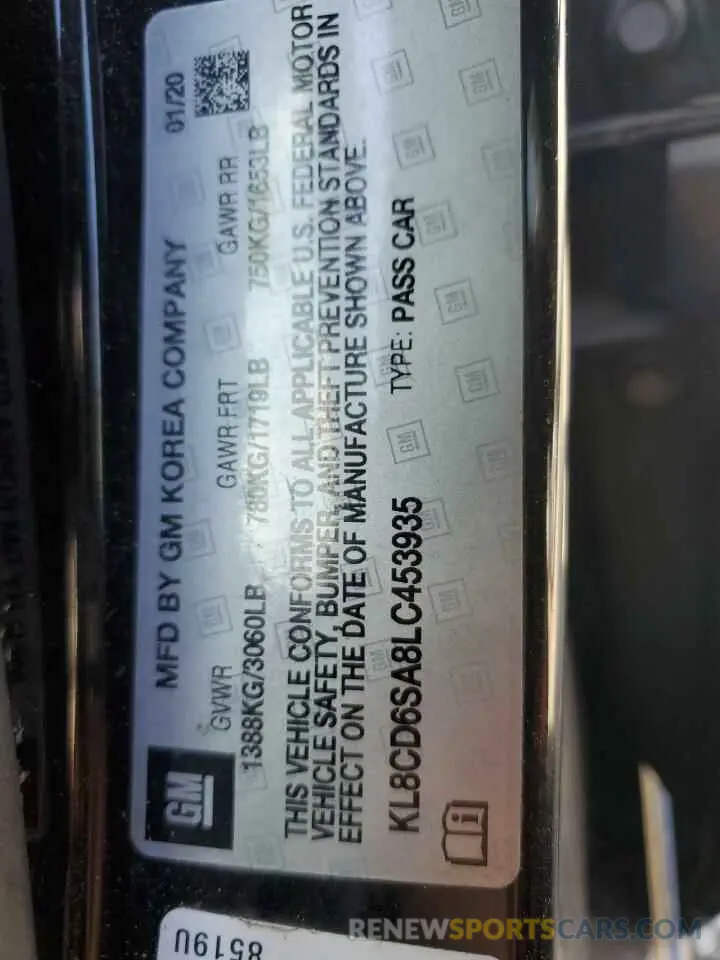 MFD BY GM KOREA COMPANY 01/20
GM
GVWR GAWR FRT GAWR RR
1388KG/3060LB 780KG/1719LB 750KG/1653LB
THIS VEHICLE CONFORMS TO ALL APPLICABLE U.S. FEDERAL MOTOR
VEHICLE SAFETY, BUMPER, AND THEFT PREVENTION STANDARDS IN
EFFECT ON THE DATE OF MANUFACTURE SHOWN ABOVE.
KL8CD6SA8LC453935 TYPE: PASS CAR
8519U
RENEWSPORTSCARS.COM